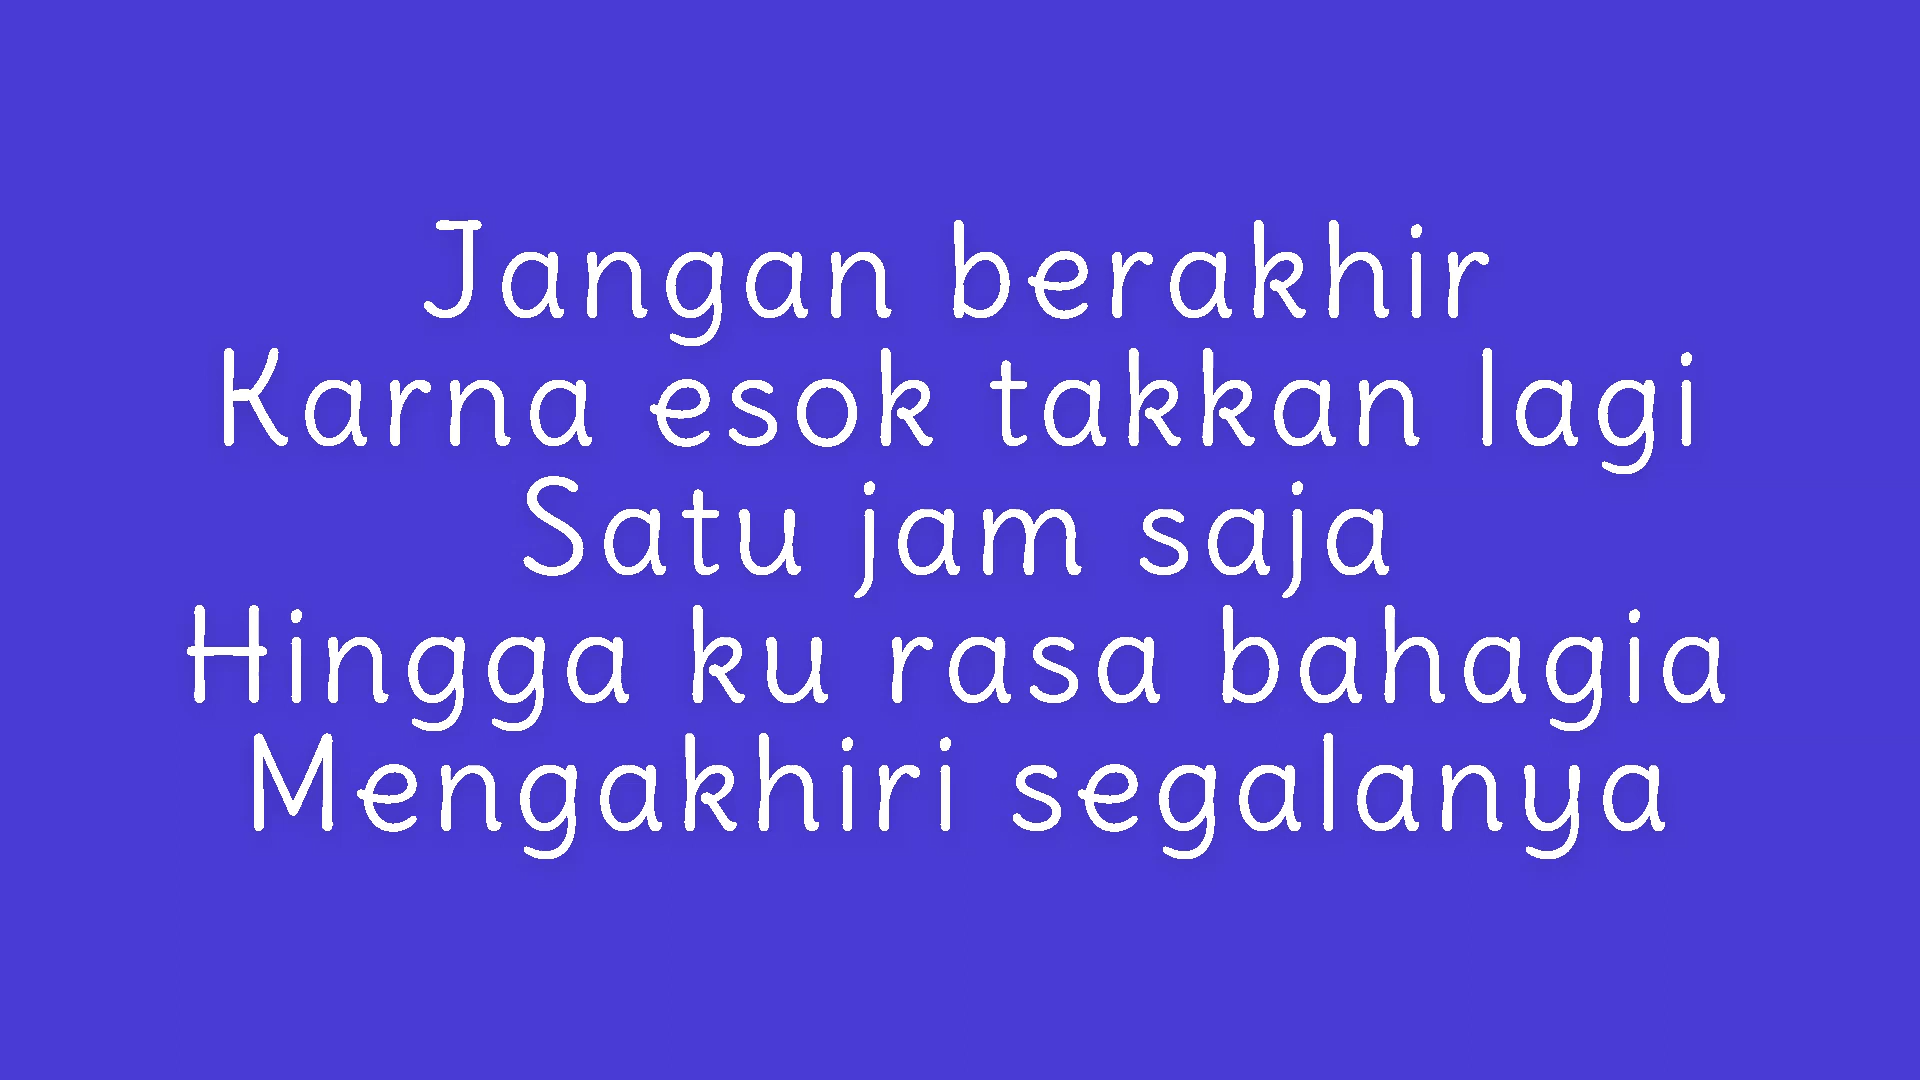 Jangan berakhir
Karna esok takkan lagi
Satu jam saja
Hingga ku rasa bahagia
Mengakhiri segalanya